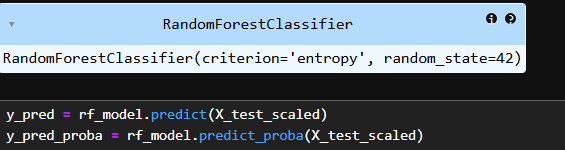 RandomForestClassifier
RandomForestClassifier(criterion='entropy', random_state=42)
y_pred = rf_model.predict(X_test_scaled)
y_pred_proba = rf_model.predict_proba(X_test_scaled)